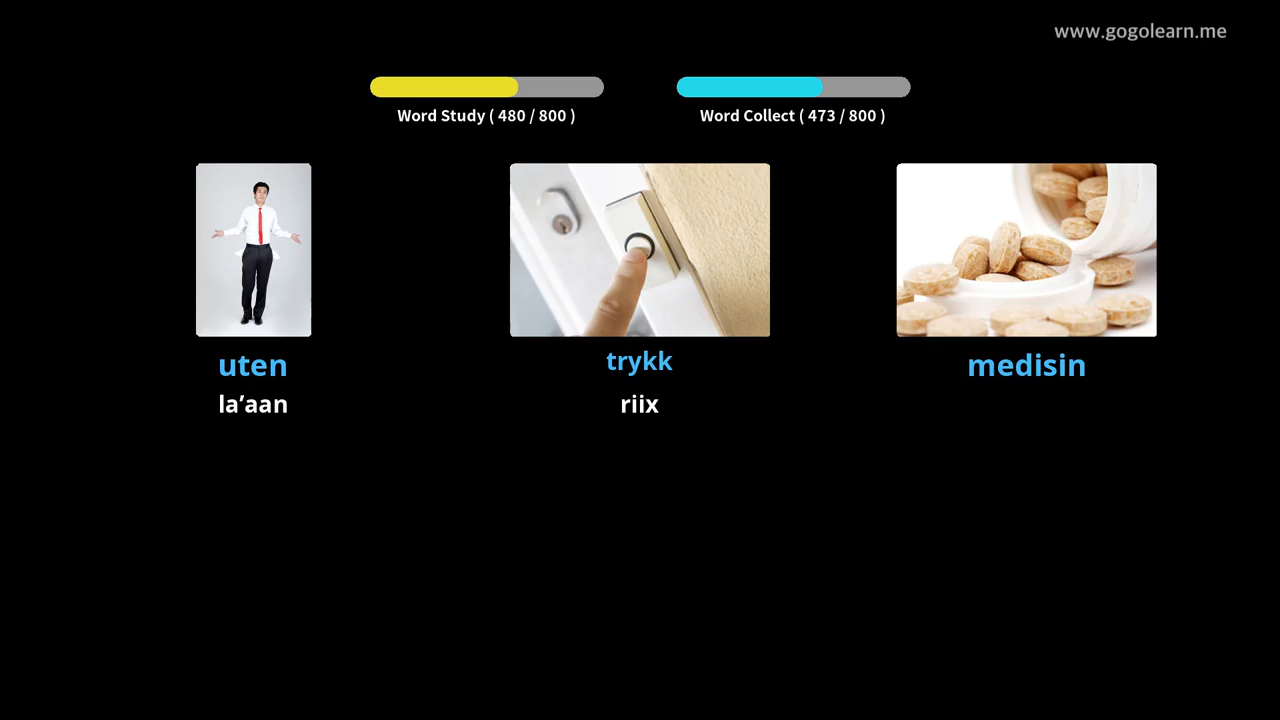 www.gogolearn.me
Word Study ( 480 / 800 )
Word Collect ( 473 / 800 )
uten
trykk
medisin
la’aan
riix